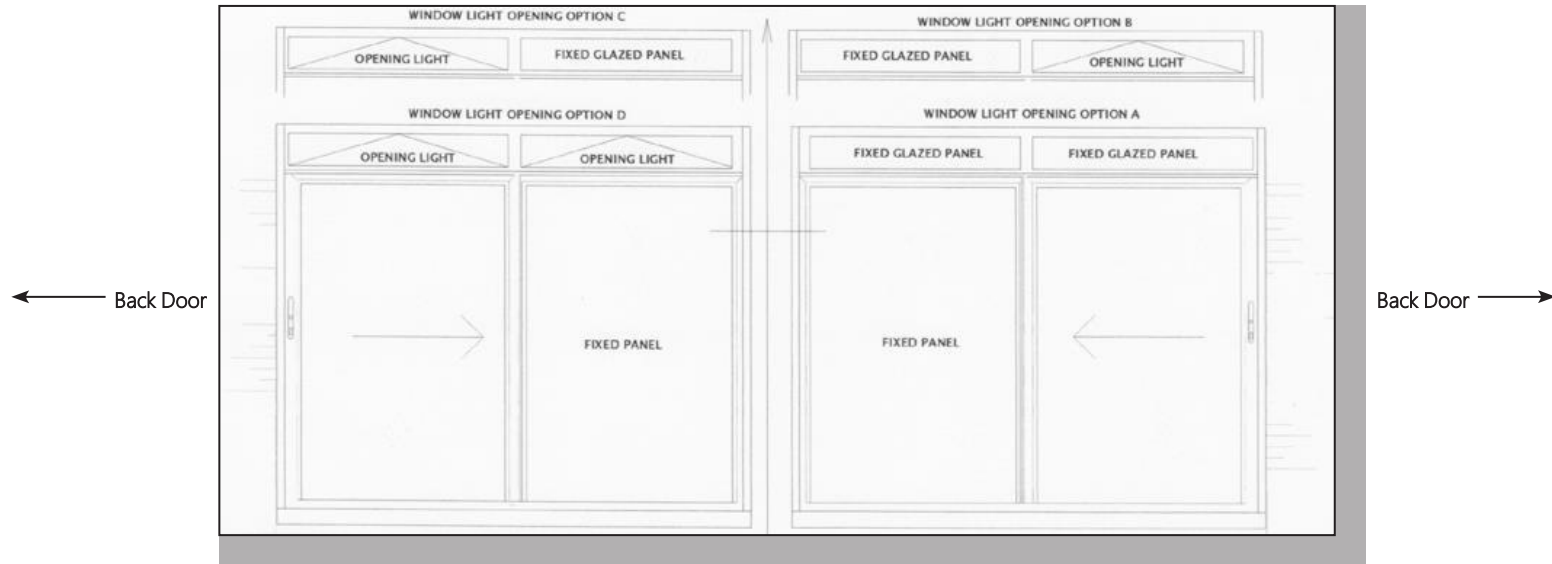 WINDOW LIGHT OPENING OPTION C
OPENING LIGHT
FIXED GLAZED PANEL
WINDOW LIGHT OPENING OPTION B
FIXED GLAZED PANEL
OPENING LIGHT
WINDOW LIGHT OPENING OPTION D
OPENING LIGHT
OPENING LIGHT
FIXED PANEL
WINDOW LIGHT OPENING OPTION A
FIXED GLAZED PANEL
FIXED GLAZED PANEL
FIXED PANEL
Back Door
Back Door